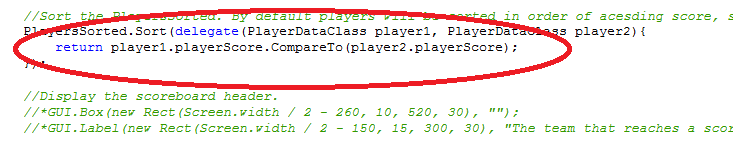 //Sort the PlayersSorted. By default players will be sorted in order of acesding score, s
PlayersSorted.Sort(delegate(PlayerDataClass player1, PlayerDataClass player2){
return player1.playerScore.CompareTo(player2.playerScore);
});
//Display the scoreboard header.
//*GUI.Box(new Rect(Screen.width / 2 - 260, 10, 520, 30), "");
//*GUI.Label(new Rect(Screen.width / 2 - 150, 15, 300, 30), "The team that reaches a sco